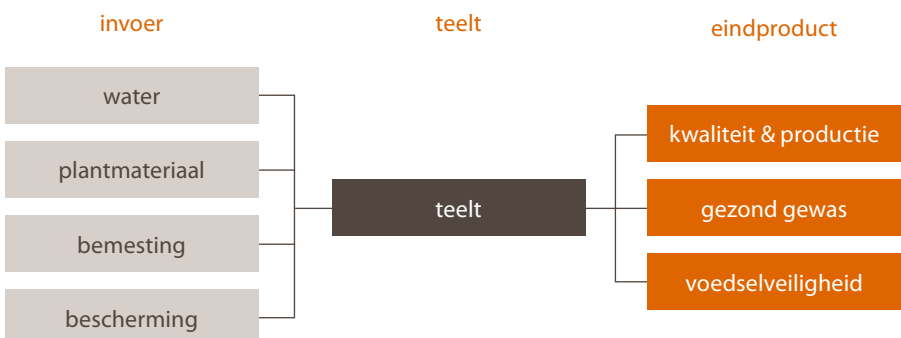 invoer
teelt
eindproduct
water
plantmateriaal
bemesting
bescherming
teelt
kwaliteit & productie
gezond gewas
voedselveiligheid